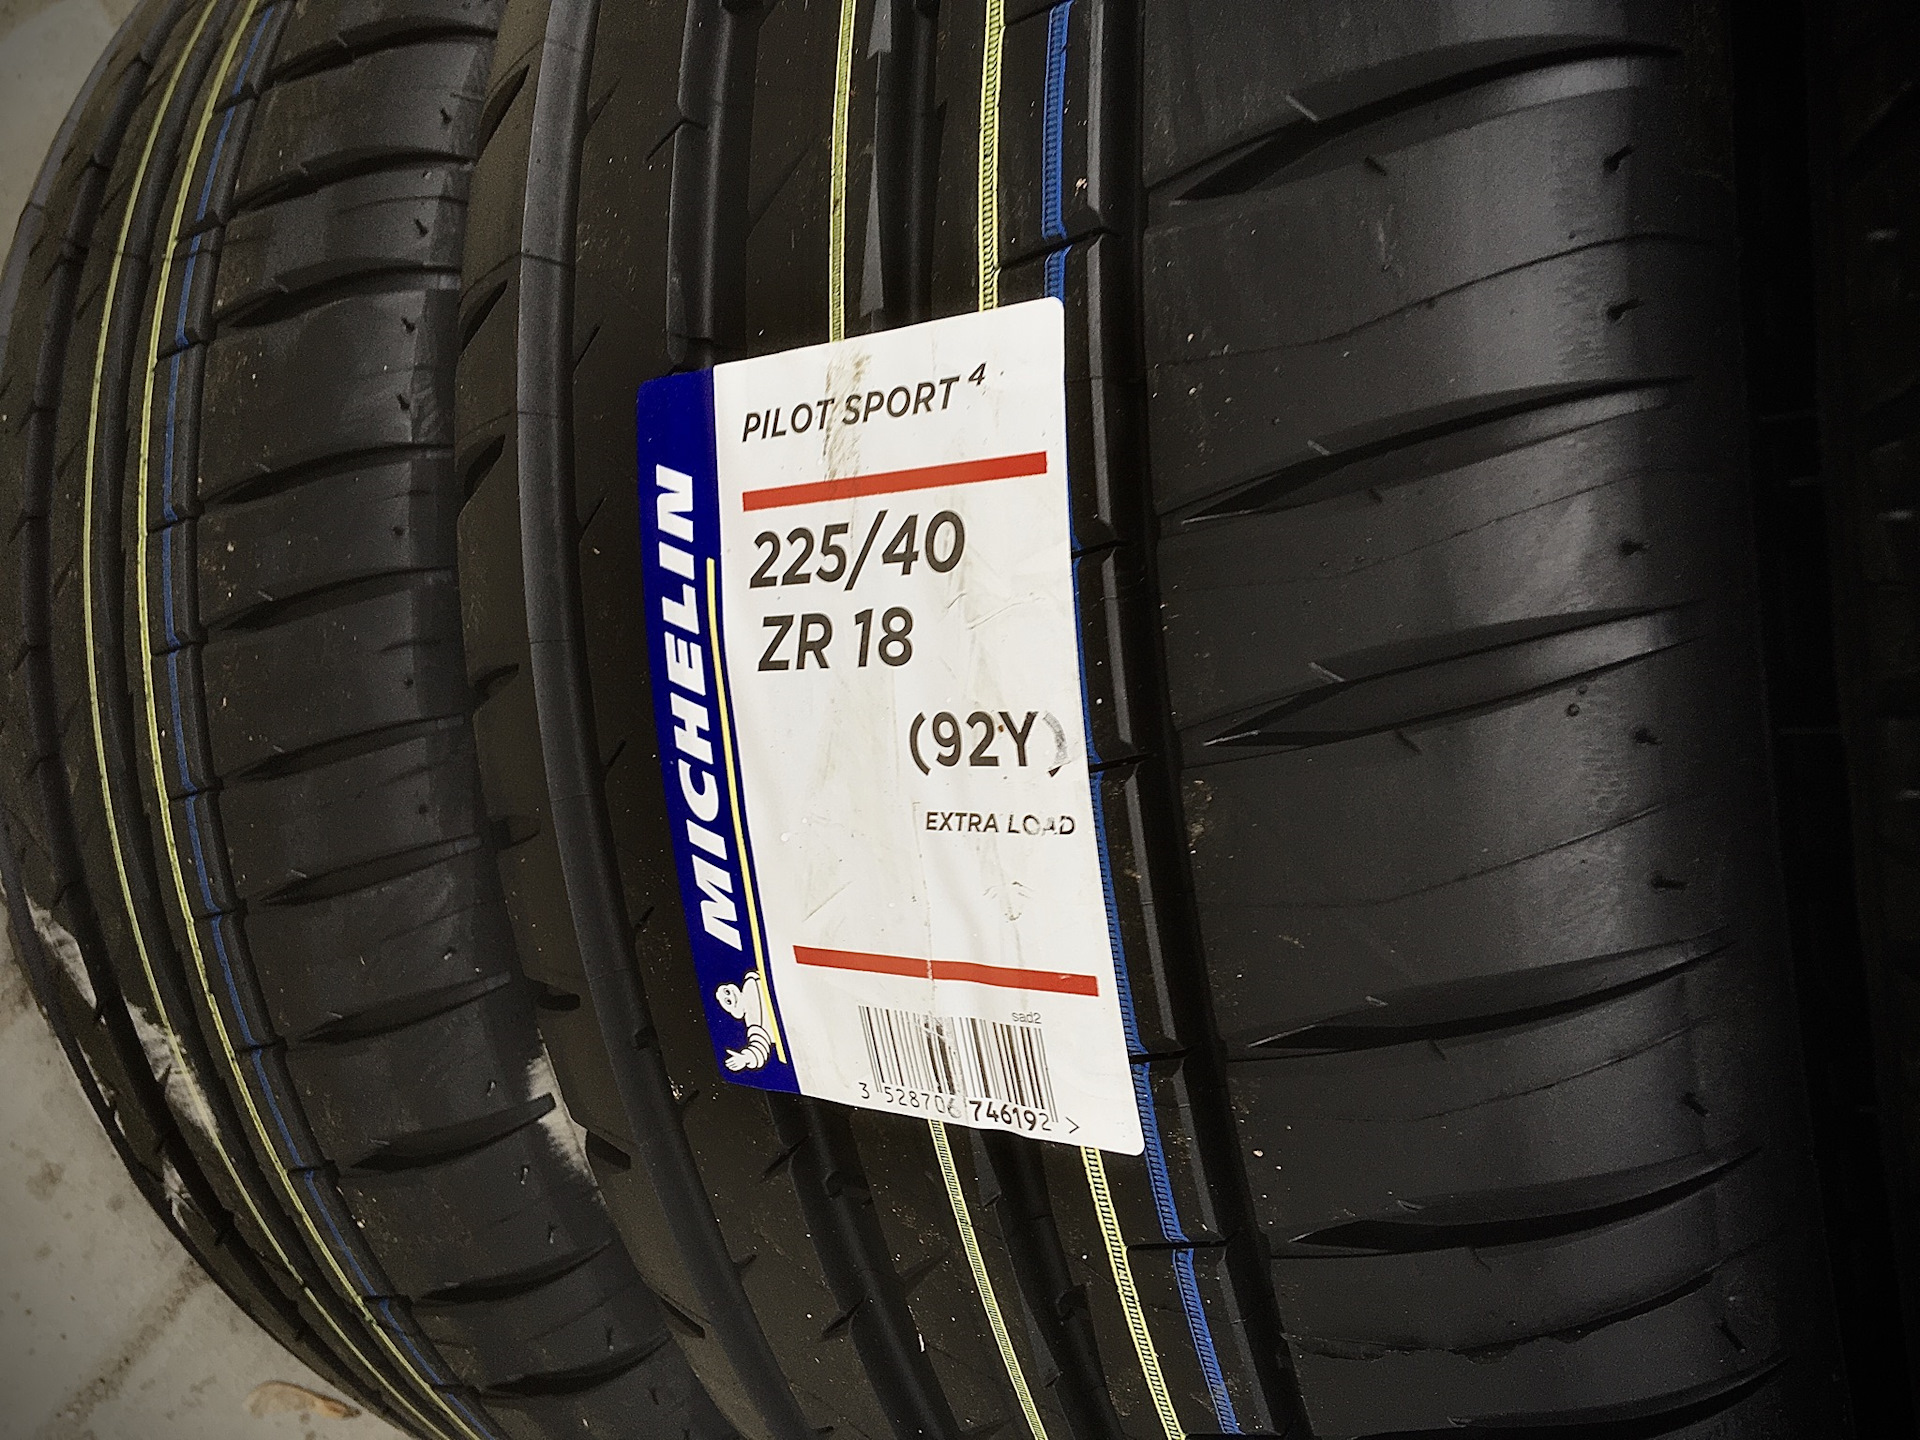 MICHELIN
PILOT SPORT 4
225/40
ZR 18
(92Y)
EXTRA LOAD
sad2
3 528706 746192 >